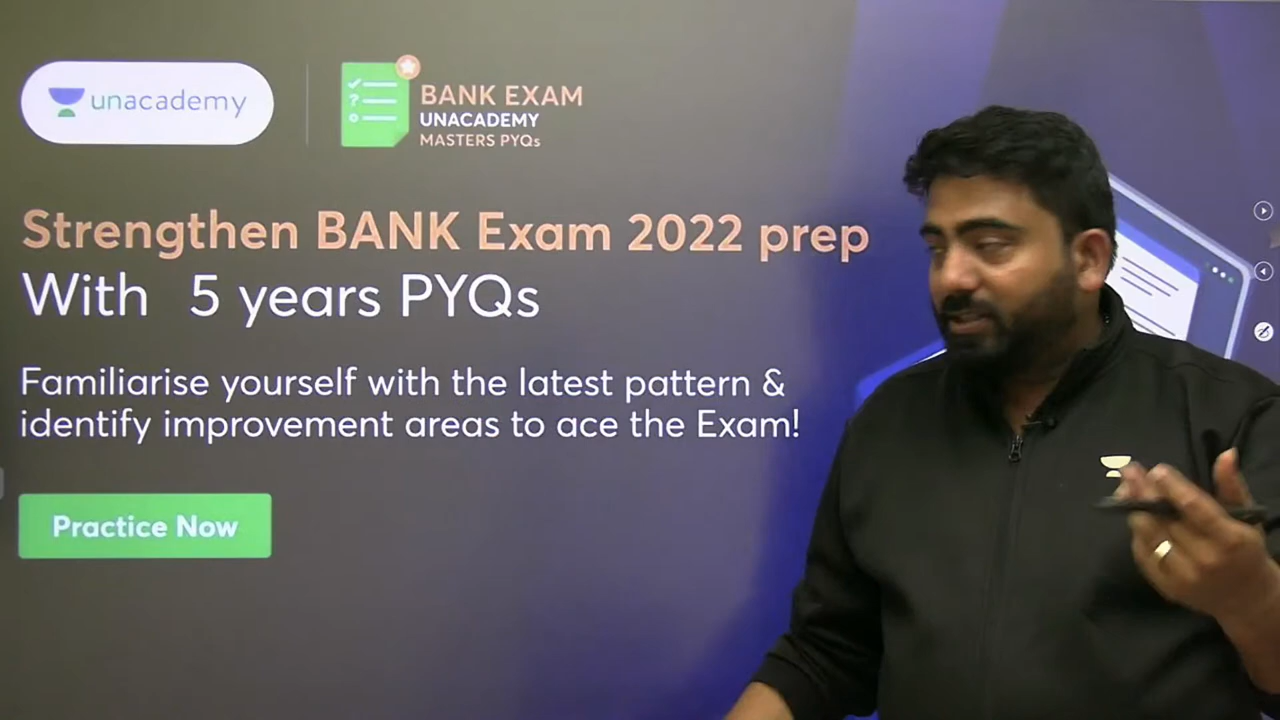 unacademy
BANK EXAM
UNACADEMY
MASTERS PYQs
Strengthen BANK Exam 2022 prep
With 5 years PYQs
Familiarise yourself with the latest pattern &
identify improvement areas to ace the Exam!
Practice Now